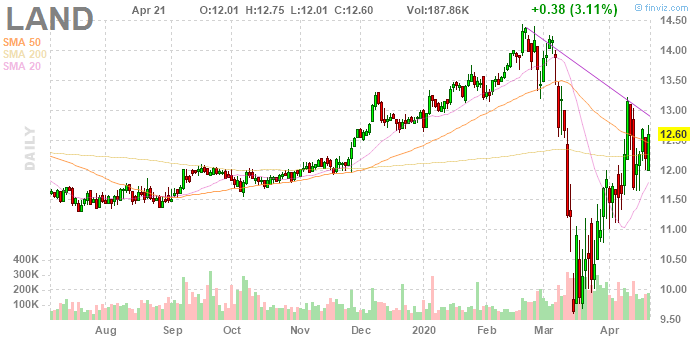 © finviz.com
LAND Apr 21 O:12.01 H:12.75 L:12.01 C:12.60 Vol:187.86K +0.38 (3.11%)
SMA 50
SMA 200
SMA 20
DAILY
14.50
14.00
13.50
13.00
12.60
12.50
12.00
11.50
11.00
10.50
10.00
9.50
400K
300K
200K
100K
Aug Sep Oct Nov Dec 2020 Feb Mar Apr